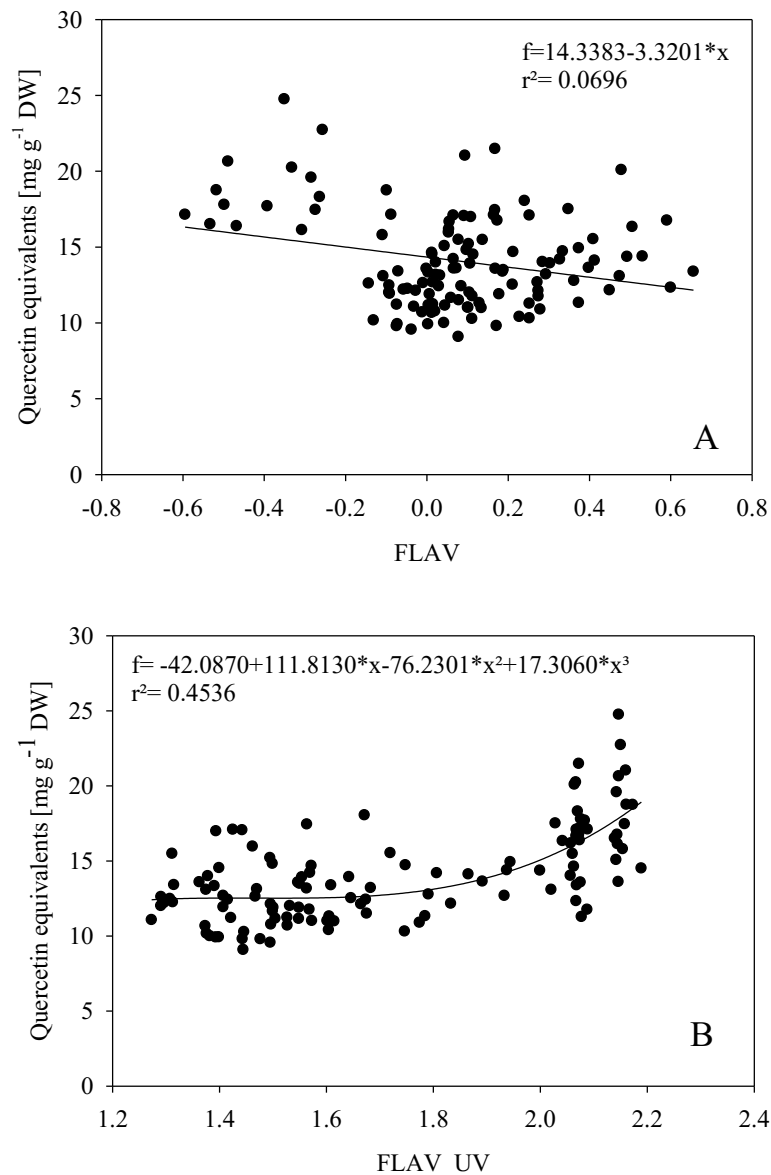 30
f=14.3383-3.3201*x
r²= 0.0696
25
20
15
10
5
0
Quercetin equivalents [mg g⁻¹ DW]
A
-0.8 -0.6 -0.4 -0.2 0.0 0.2 0.4 0.6 0.8
FLAV
30
f= -42.0870+111.8130*x-76.2301*x²+17.3060*x³
r²= 0.4536
25
20
15
10
5
0
Quercetin equivalents [mg g⁻¹ DW]
B
1.2 1.4 1.6 1.8 2.0 2.2 2.4
FLAV_UV